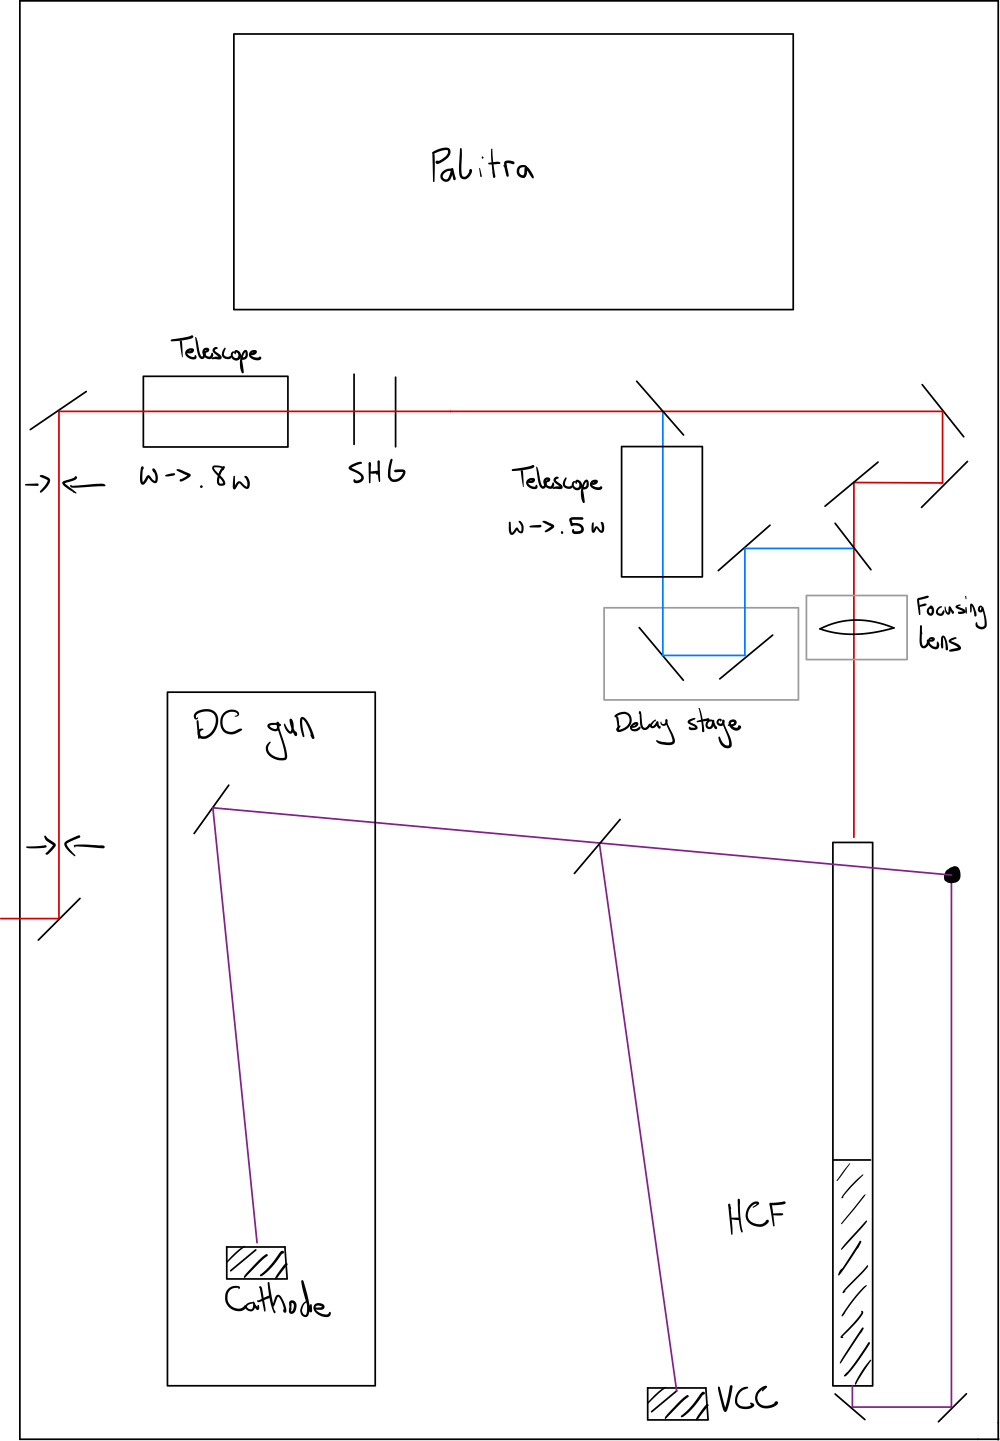 Palitra
Telescope
W->.8w
SHG
Telescope
w->.5w
Focusing
Lens
Delay stage
DC gun
HCF
Cathode
VCC